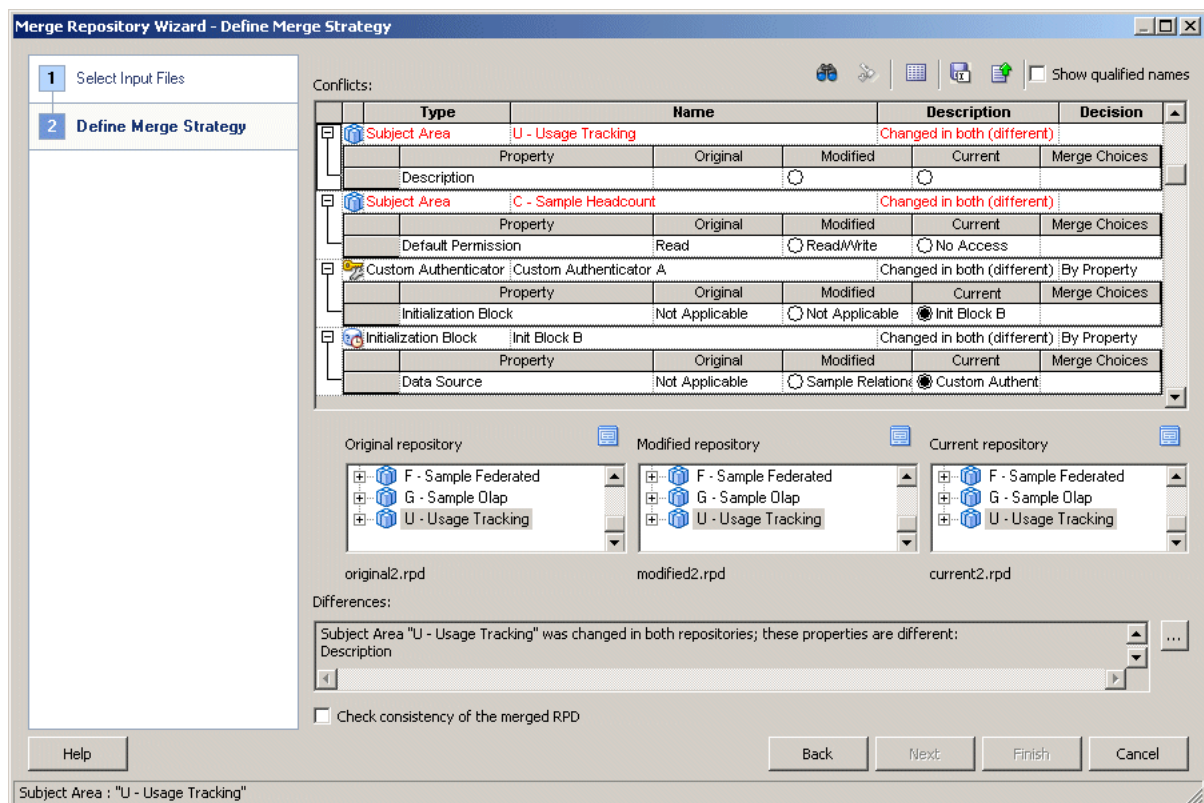 Merge Repository Wizard - Define Merge Strategy
1 Select Input Files
2 Define Merge Strategy
Conflicts:
Show qualified names
Type Name Description Decision
Subject Area U - Usage Tracking Changed in both (different)
Property Original Modified Current Merge Choices
Description
Subject Area C - Sample Headcount Changed in both (different)
Property Original Modified Current Merge Choices
Default Permission Read Read/Write No Access
Custom Authenticator Custom Authenticator A Changed in both (different) By Property
Property Original Modified Current Merge Choices
Initialization Block Not Applicable Not Applicable Init Block B
Initialization Block Init Block B Changed in both (different) By Property
Property Original Modified Current Merge Choices
Data Source Not Applicable Sample Relation Custom Authent
Original repository Modified repository Current repository
F - Sample Federated F - Sample Federated F - Sample Federated
G - Sample Olap G - Sample Olap G - Sample Olap
U - Usage Tracking U - Usage Tracking U - Usage Tracking
original2.rpd modified2.rpd current2.rpd
Differences:
Subject Area "U - Usage Tracking" was changed in both repositories; these properties are different:
Description
...
Check consistency of the merged RPD
Help Back Next Finish Cancel
Subject Area : "U - Usage Tracking"